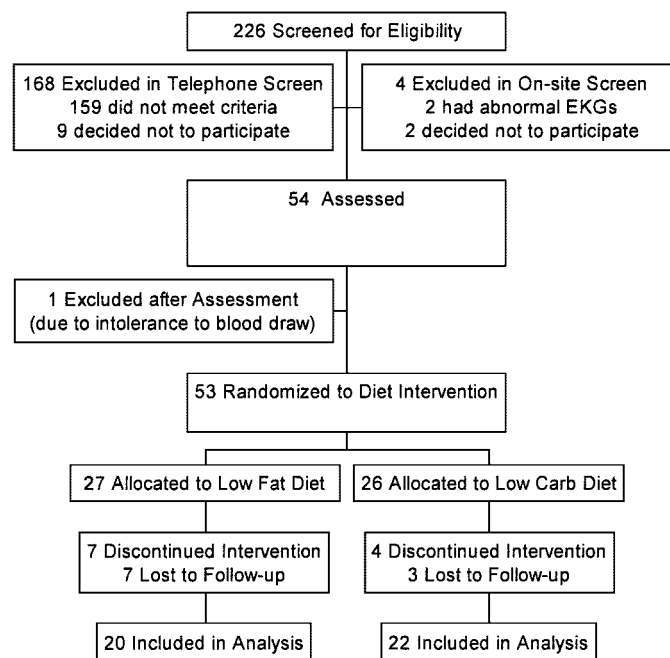 226 Screened for Eligibility
168 Excluded in Telephone Screen
159 did not meet criteria
9 decided not to participate
4 Excluded in On-site Screen
2 had abnormal EKGs
2 decided not to participate
54 Assessed
1 Excluded after Assessment
(due to intolerance to blood draw)
53 Randomized to Diet Intervention
27 Allocated to Low Fat Diet
26 Allocated to Low Carb Diet
7 Discontinued Intervention
7 Lost to Follow-up
4 Discontinued Intervention
3 Lost to Follow-up
20 Included in Analysis
22 Included in Analysis